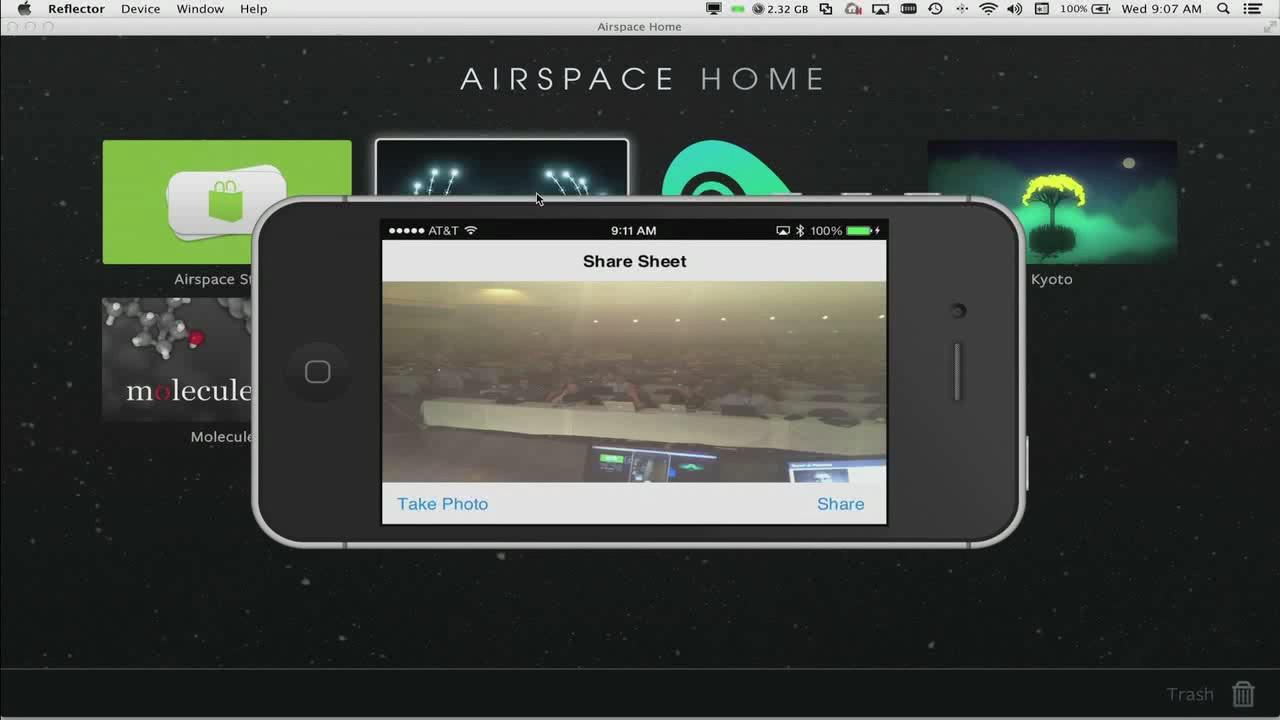 Reflector Device Window Help 2.32 GB 100% Wed 9:07 AM
Airspace Home
AIRSPACE HOME
Airspace St
Kyoto
molecule
Molecule
AT&T 9:11 AM 100%
Share Sheet
Take Photo Share
Trash